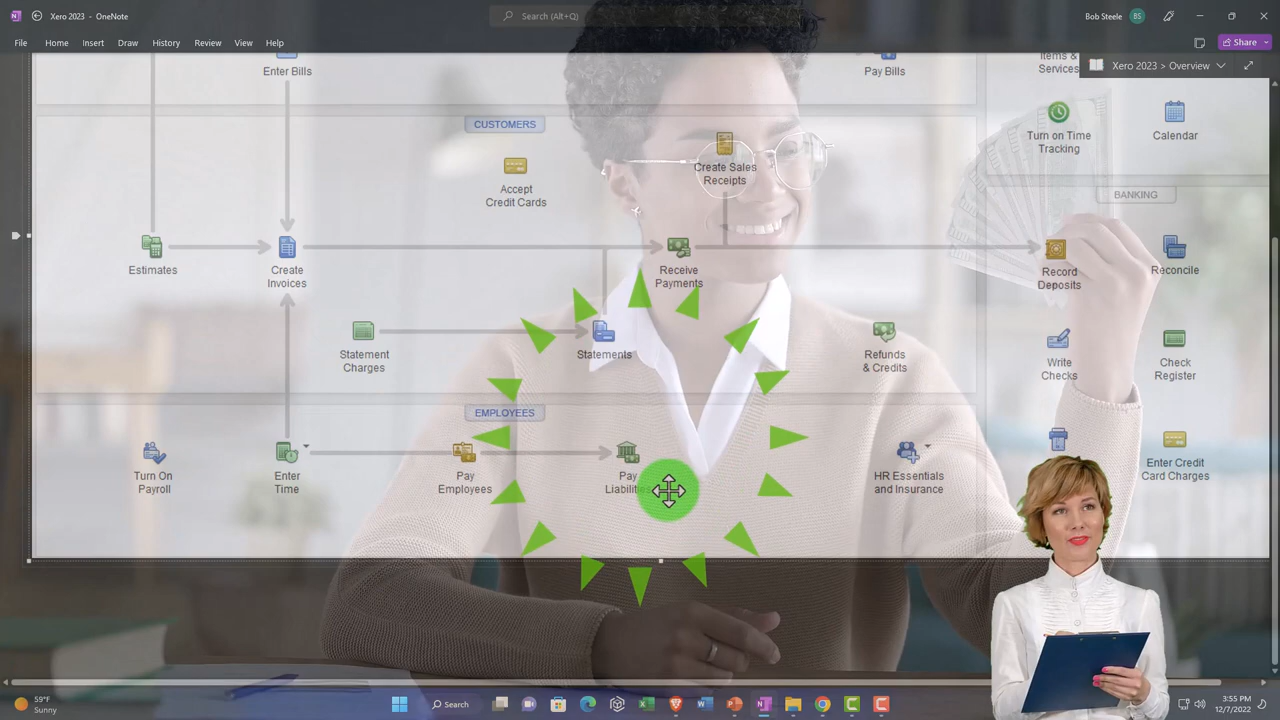 Xero 2023 - OneNote
Search (Alt+Q)
Bob Steele
BS
File
Home
Insert
Draw
History
Review
View
Help
Share
Xero 2023 > Overview
Enter Bills
Pay Bills
Items &
Services
Turn on Time
Tracking
Calendar
CUSTOMERS
Create Sales
Receipts
Accept
Credit Cards
BANKING
Estimates
Create
Invoices
Receive
Payments
Record
Deposits
Reconcile
Statement
Charges
Statements
Refunds
& Credits
Write
Checks
Check
Register
EMPLOYEES
Turn On
Payroll
Enter
Time
Pay
Employees
Pay
HR Essentials
and Insurance
Enter Credit
Card Charges
59°F
Sunny
Search
3:55 PM
12/7/2022